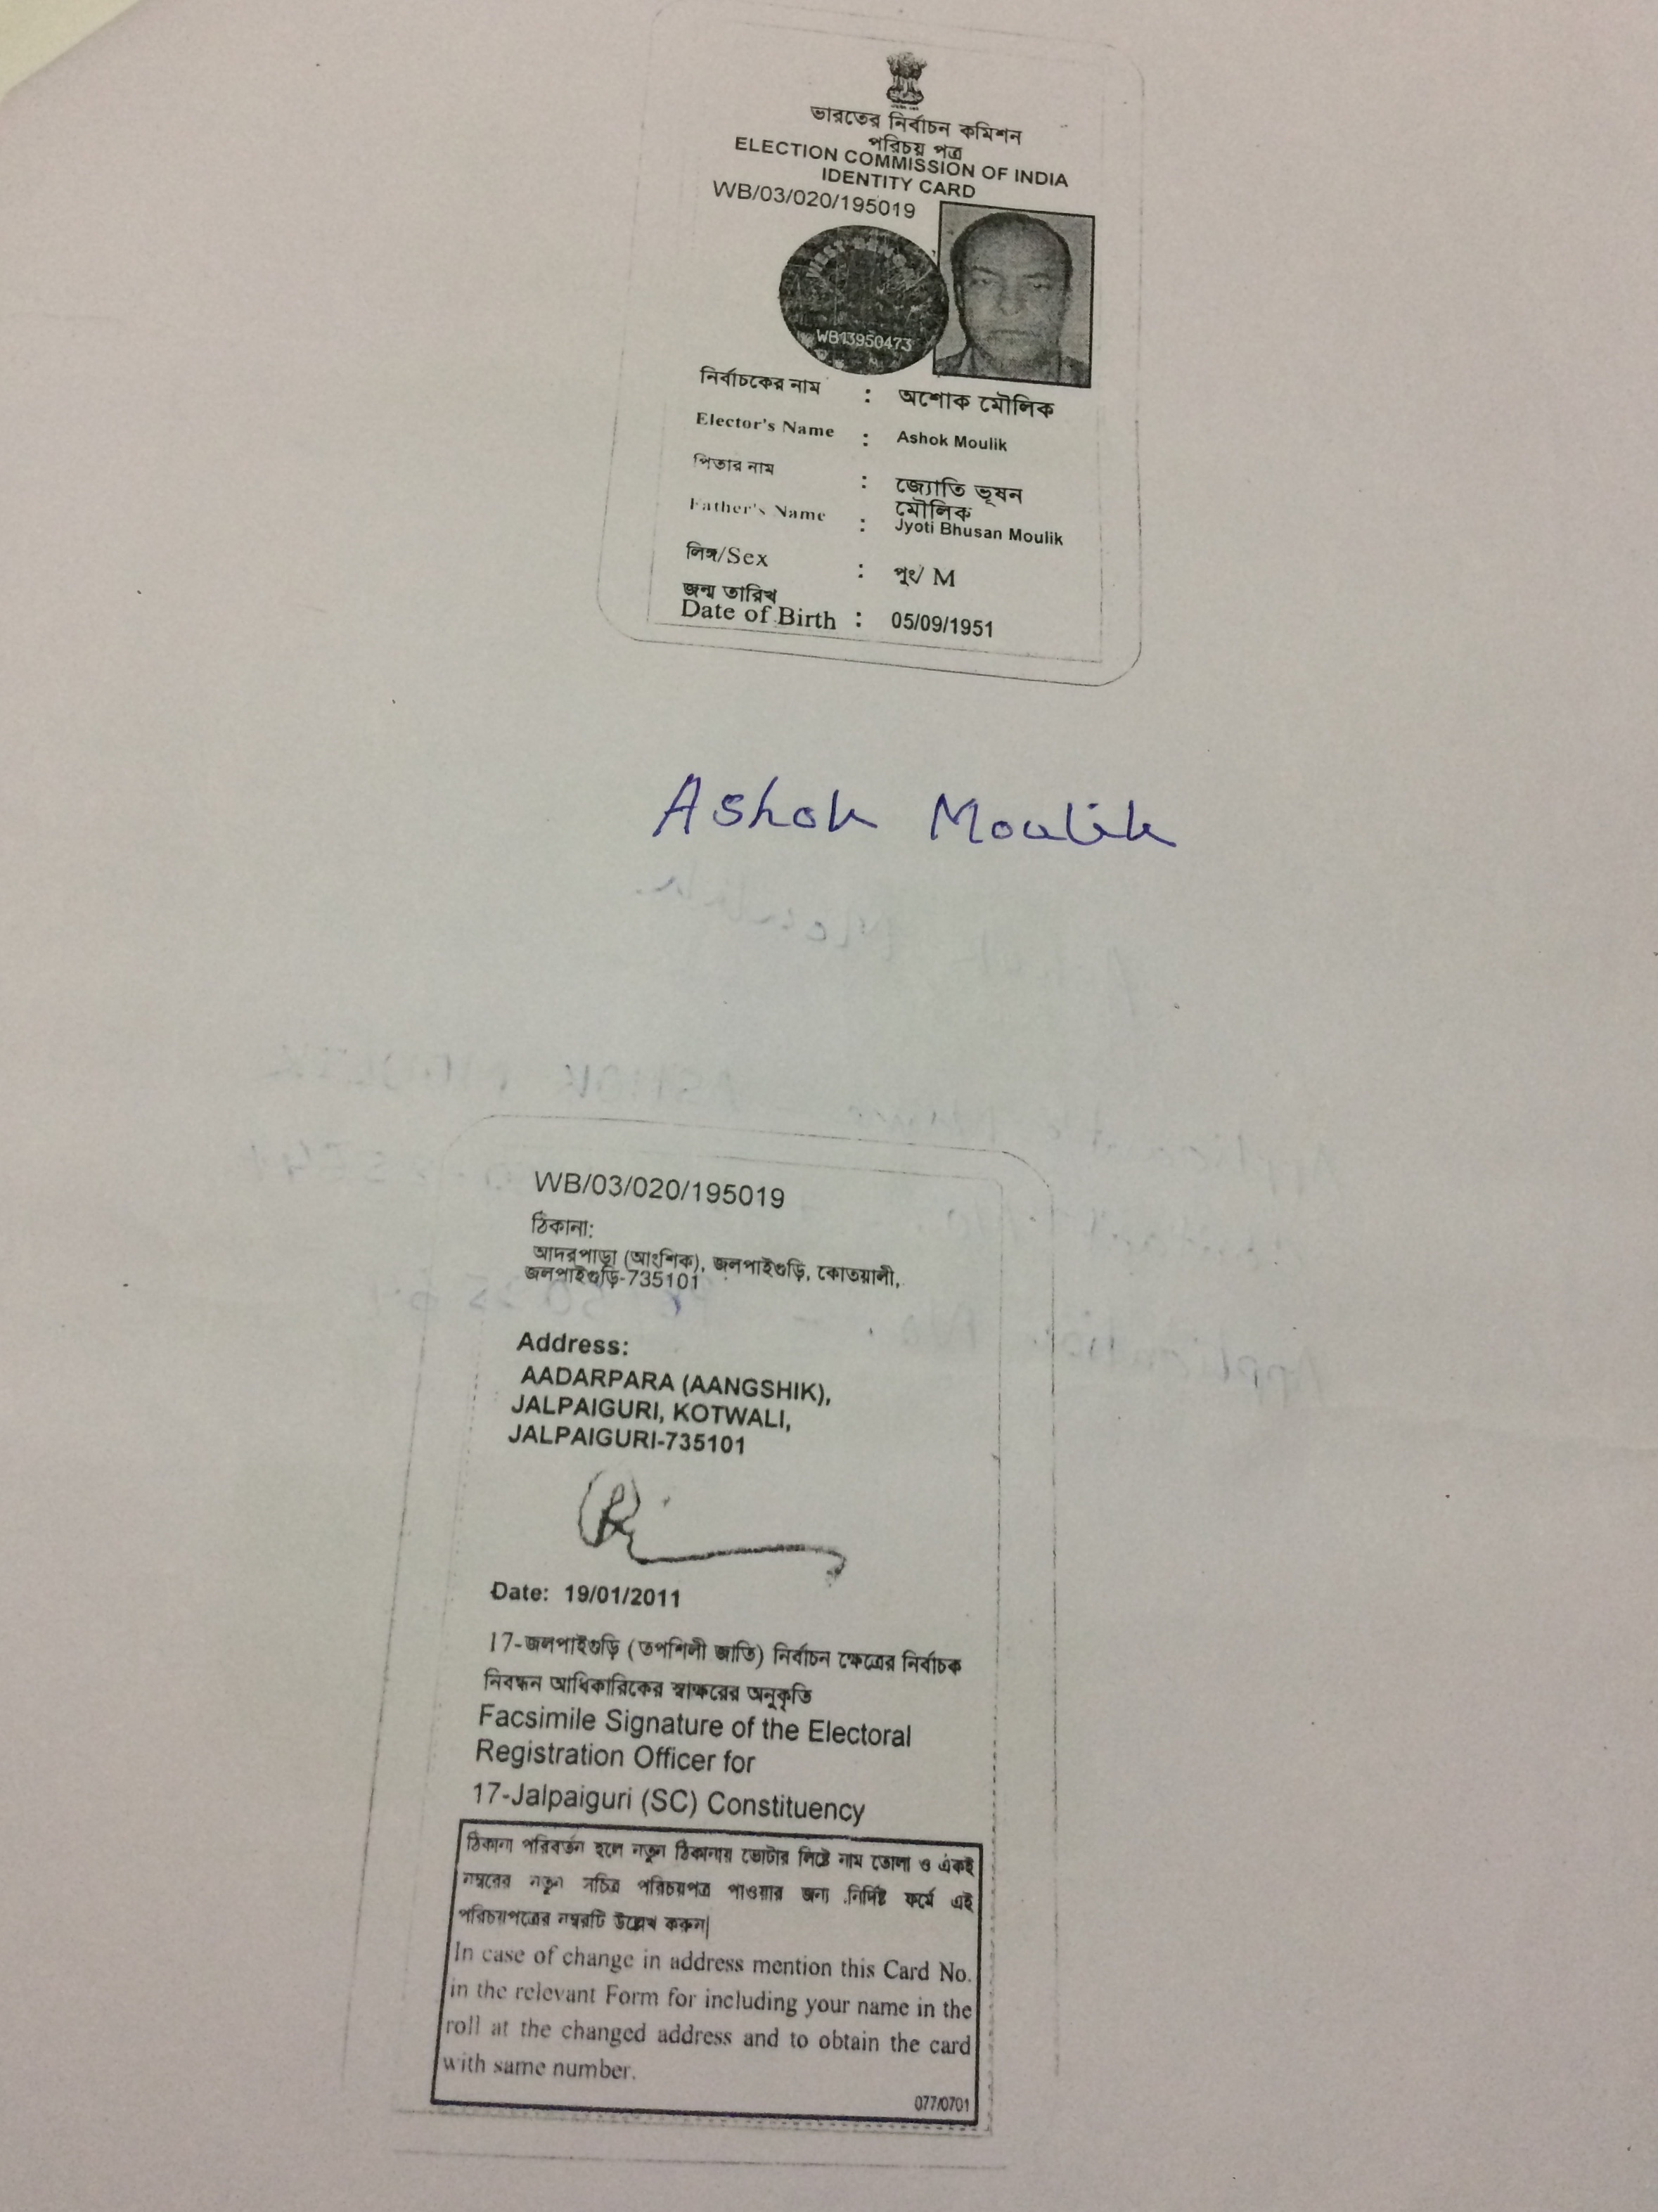 ভারতের নির্বাচন কমিশন
পরিচয় পত্র
ELECTION COMMISSION OF INDIA
IDENTITY CARD
WB/03/020/195019
WEST BENGAL
WB13950473
নির্বাচকের নাম : অশোক মৌলিক
Elector's Name : Ashok Moulik
পিতার নাম : জ্যোতি ভূষন
মৌলিক
Father's Name : Jyoti Bhusan Moulik
লিঙ্গ/Sex : পুং/ M
জন্ম তারিখ
Date of Birth : 05/09/1951
Ashok Moulik
WB/03/020/195019
ঠিকানা:
আদরপাড়া (আংশিক), জলপাইগুড়ি, কোতয়ালী,
জলপাইগুড়ি-735101
Address:
AADARPARA (AANGSHIK),
JALPAIGURI, KOTWALI,
JALPAIGURI-735101
Date: 19/01/2011
17-জলপাইগুড়ি (তপশিলী জাতি) নির্বাচন ক্ষেত্রের নির্বাচক
নিবন্ধন আধিকারিকের স্বাক্ষরের অনুকৃতি
Facsimile Signature of the Electoral
Registration Officer for
17-Jalpaiguri (SC) Constituency
ঠিকানা পরিবর্তন হলে নতুন ঠিকানায় ভোটার লিষ্টে নাম তোলা ও একই
নম্বরের নতুন সচিত্র পরিচয়পত্র পাওয়ার জন্য নির্দিষ্ট ফর্মে এই
পরিচয়পত্রের নম্বরটি উল্লেখ করুন|
In case of change in address mention this Card No.
in the relevant Form for including your name in the
roll at the changed address and to obtain the card
with same number.
077/0701